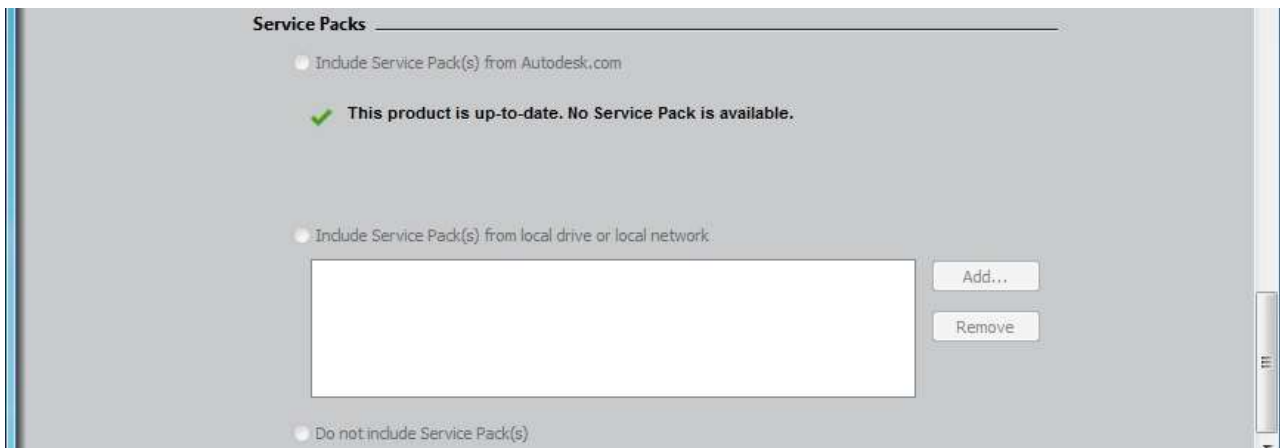 Service Packs
Include Service Pack(s) from Autodesk.com
This product is up-to-date. No Service Pack is available.
Include Service Pack(s) from local drive or local network
Add...
Remove
Do not include Service Pack(s)